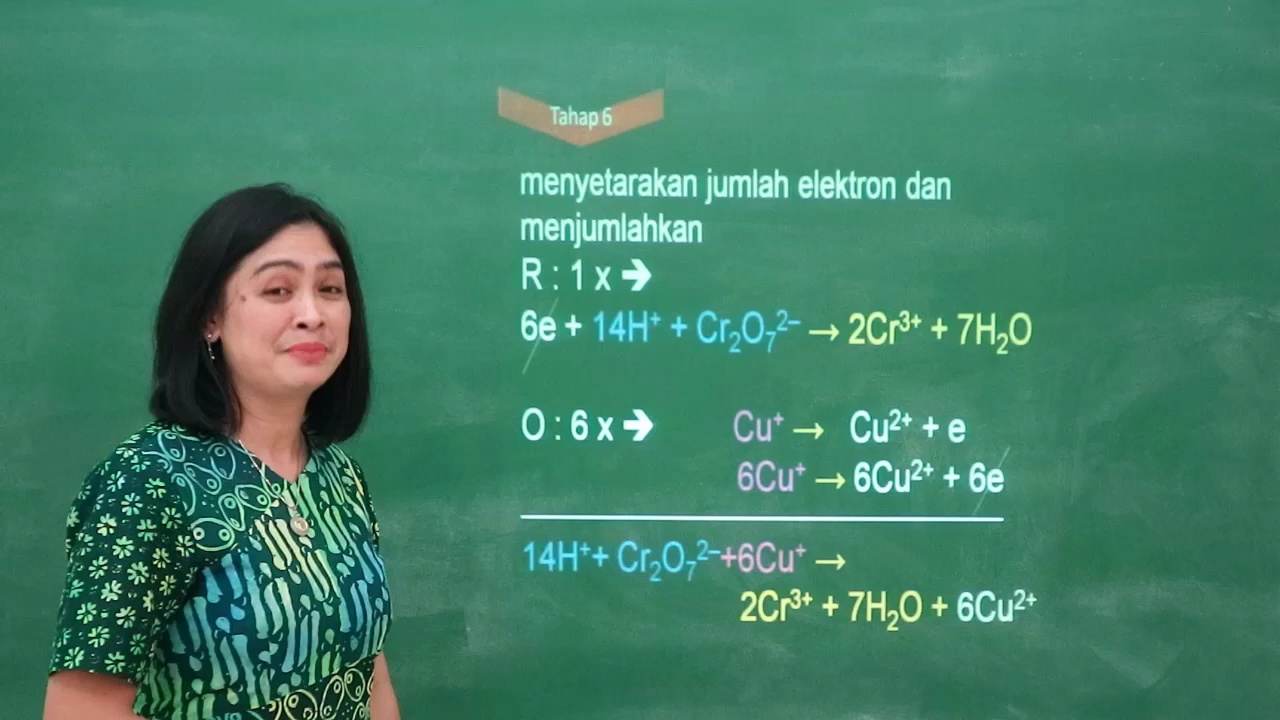 Tahap 6
menyetarakan jumlah elektron dan
menjumlahkan
R : 1 x ➔
6e + 14H⁺ + Cr₂O₇²⁻ → 2Cr³⁺ + 7H₂O
O : 6 x ➔ Cu⁺ → Cu²⁺ + e
6Cu⁺ → 6Cu²⁺ + 6e
14H⁺+ Cr₂O₇²⁻+6Cu⁺ →
2Cr³⁺ + 7H₂O + 6Cu²⁺